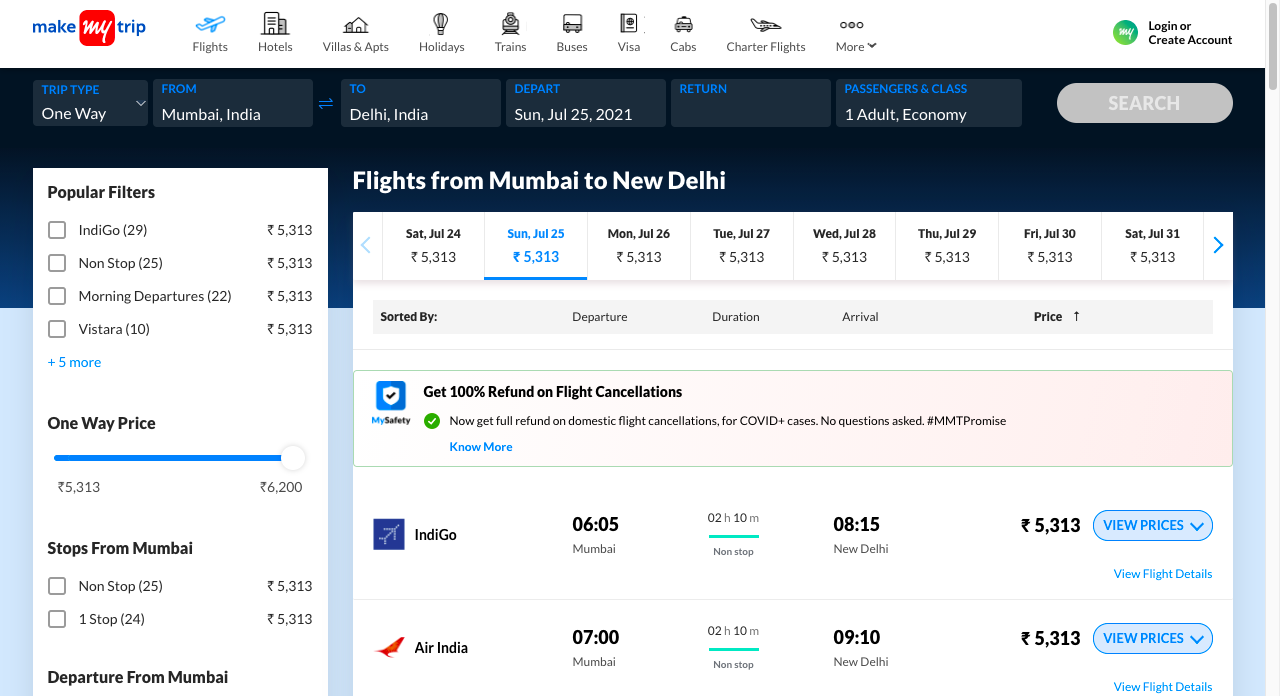 make my trip
Flights
Hotels
Villas & Apts
Holidays
Trains
Buses
Visa
Cabs
Charter Flights
More
my
Login or
Create Account
TRIP TYPE
One Way
FROM
Mumbai, India
TO
Delhi, India
DEPART
Sun, Jul 25, 2021
RETURN
PASSENGERS & CLASS
1 Adult, Economy
SEARCH
Popular Filters
IndiGo (29) ₹ 5,313
Non Stop (25) ₹ 5,313
Morning Departures (22) ₹ 5,313
Vistara (10) ₹ 5,313
+ 5 more
One Way Price
₹5,313 ₹6,200
Stops From Mumbai
Non Stop (25) ₹ 5,313
1 Stop (24) ₹ 5,313
Departure From Mumbai
Flights from Mumbai to New Delhi
Sat, Jul 24
₹ 5,313
Sun, Jul 25
₹ 5,313
Mon, Jul 26
₹ 5,313
Tue, Jul 27
₹ 5,313
Wed, Jul 28
₹ 5,313
Thu, Jul 29
₹ 5,313
Fri, Jul 30
₹ 5,313
Sat, Jul 31
₹ 5,313
Sorted By: Departure Duration Arrival Price ↑
MySafety
Get 100% Refund on Flight Cancellations
Now get full refund on domestic flight cancellations, for COVID+ cases. No questions asked. #MMTPromise
Know More
IndiGo
06:05
Mumbai
02 h 10 m
Non stop
08:15
New Delhi
₹ 5,313
VIEW PRICES
View Flight Details
Air India
07:00
Mumbai
02 h 10 m
Non stop
09:10
New Delhi
₹ 5,313
VIEW PRICES
View Flight Details